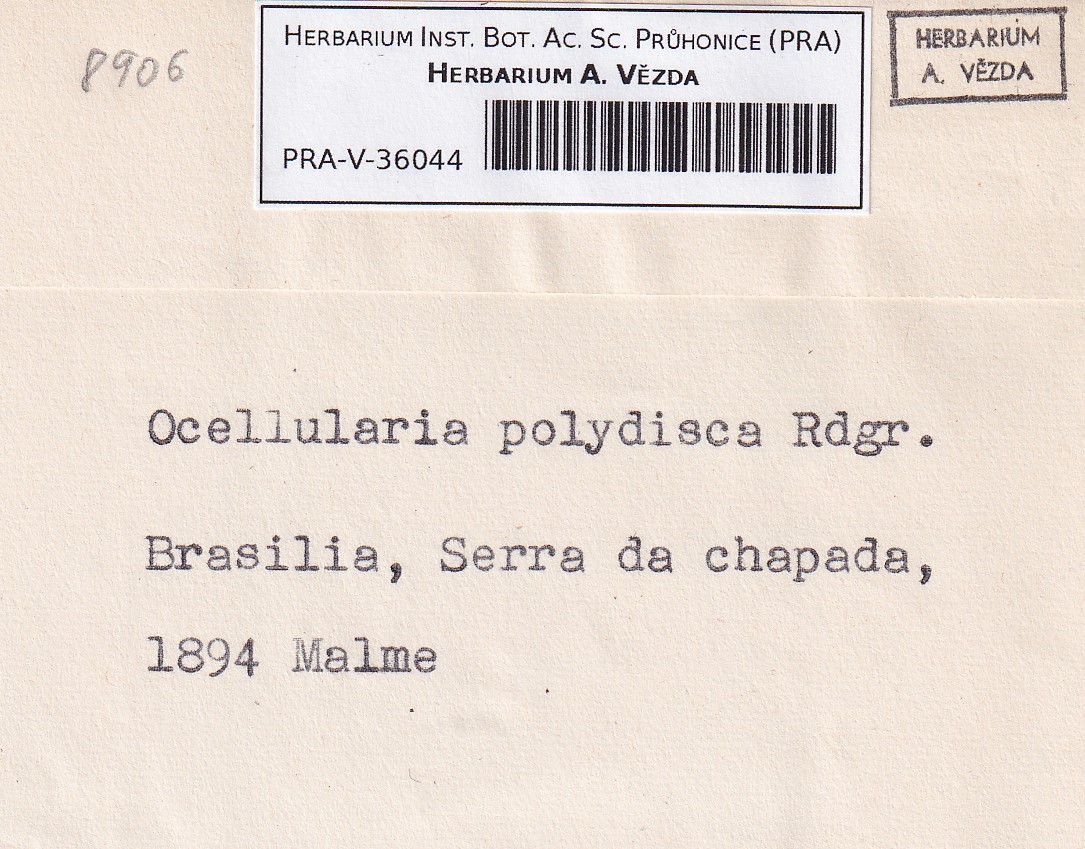 8906
HERBARIUM INST. BOT. AC. SC. PRŮHONICE (PRA)
HERBARIUM A. VĚZDA
PRA-V-36044
HERBARIUM
A. VĚZDA
Ocellularia polydisca Rdgr.
Brasilia, Serra da chapada,
1894 Malme